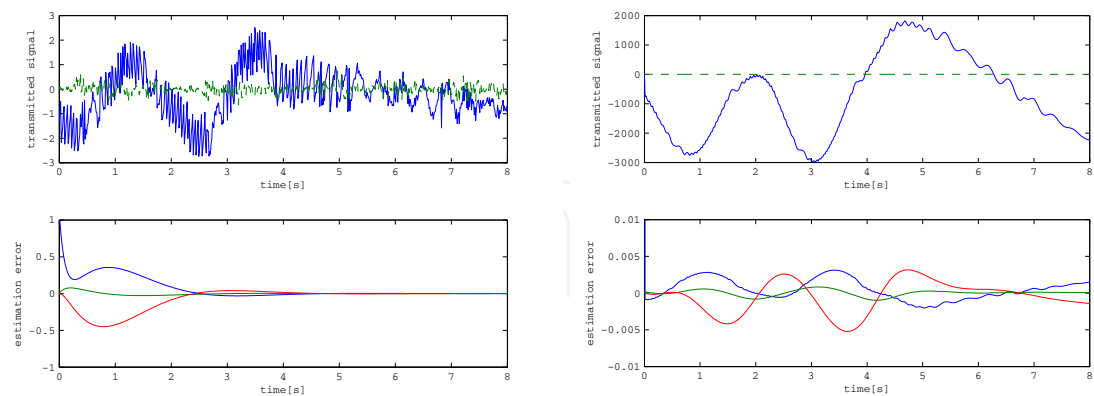 transmitted signal
3
2
1
0
−1
−2
−3
0 1 2 3 4 5 6 7 8
time[s]
transmitted signal
2000
1000
0
−1000
−2000
−3000
0 1 2 3 4 5 6 7 8
time[s]
estimation error
1
0.5
0
−0.5
−1
0 1 2 3 4 5 6 7 8
time[s]
estimation error
0.01
0.005
0
−0.005
−0.01
0 1 2 3 4 5 6 7 8
time[s]